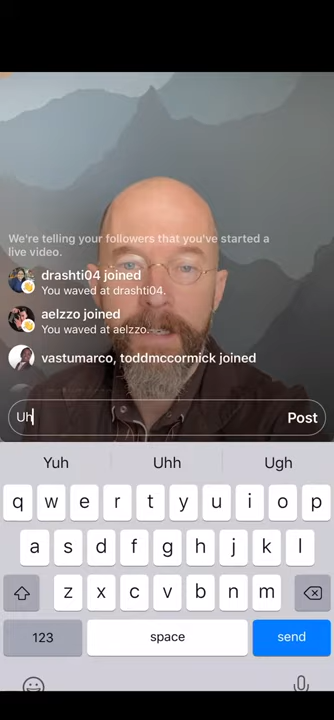 We're telling your followers that you've started a
live video.
drashti04 joined
You waved at drashti04.
aelzzo joined
You waved at aelzzo.
vastumarco, toddmccormick joined
Uh
Post
Yuh
Uhh
Ugh
q w e r t y u i o p
a s d f g h j k l
z x c v b n m
123
space
send